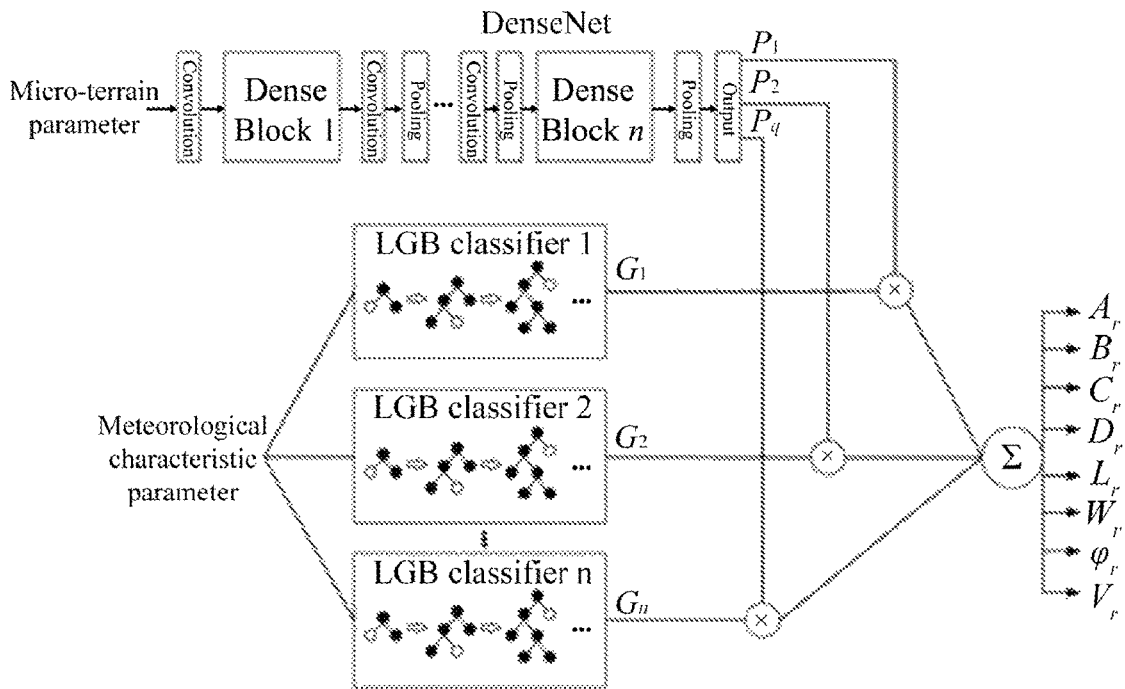 DenseNet
Micro-terrain
parameter
Convolution
Dense
Block 1
Convolution
Pooling
...
Convolution
Pooling
Dense
Block n
Pooling
Output
P1
P2
Pq
LGB classifier 1
...
G1
×
LGB classifier 2
...
G2
×
LGB classifier n
...
Gn
×
Meteorological
characteristic
parameter
Σ
Ar
Br
Cr
Dr
Lr
Wr
φr
Vr